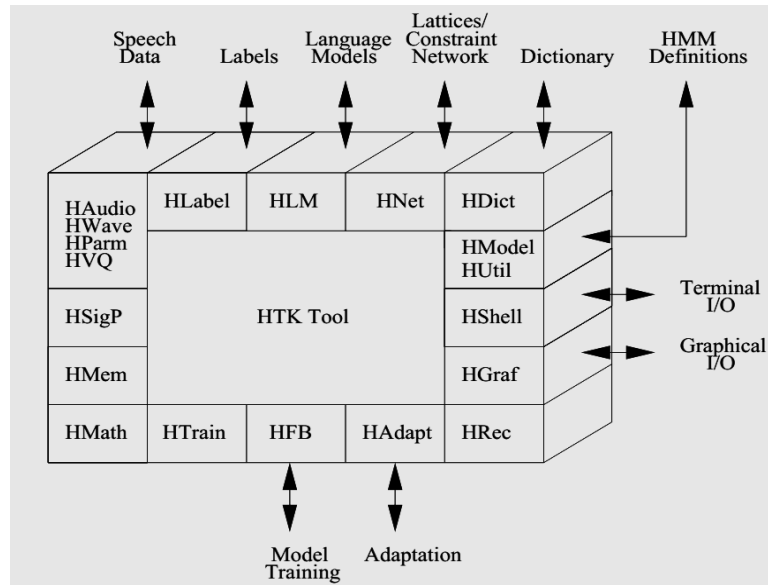 Speech
Data
Labels
Language
Models
Lattices/
Constraint
Network
Dictionary
HMM
Definitions
HAudio
HWave
HParm
HVQ
HLabel
HLM
HNet
HDict
HModel
HUtil
HTK Tool
HSigP
HShell
Terminal
I/O
HMem
HGraf
Graphical
I/O
HMath
HTrain
HFB
HAdapt
HRec
Model
Training
Adaptation